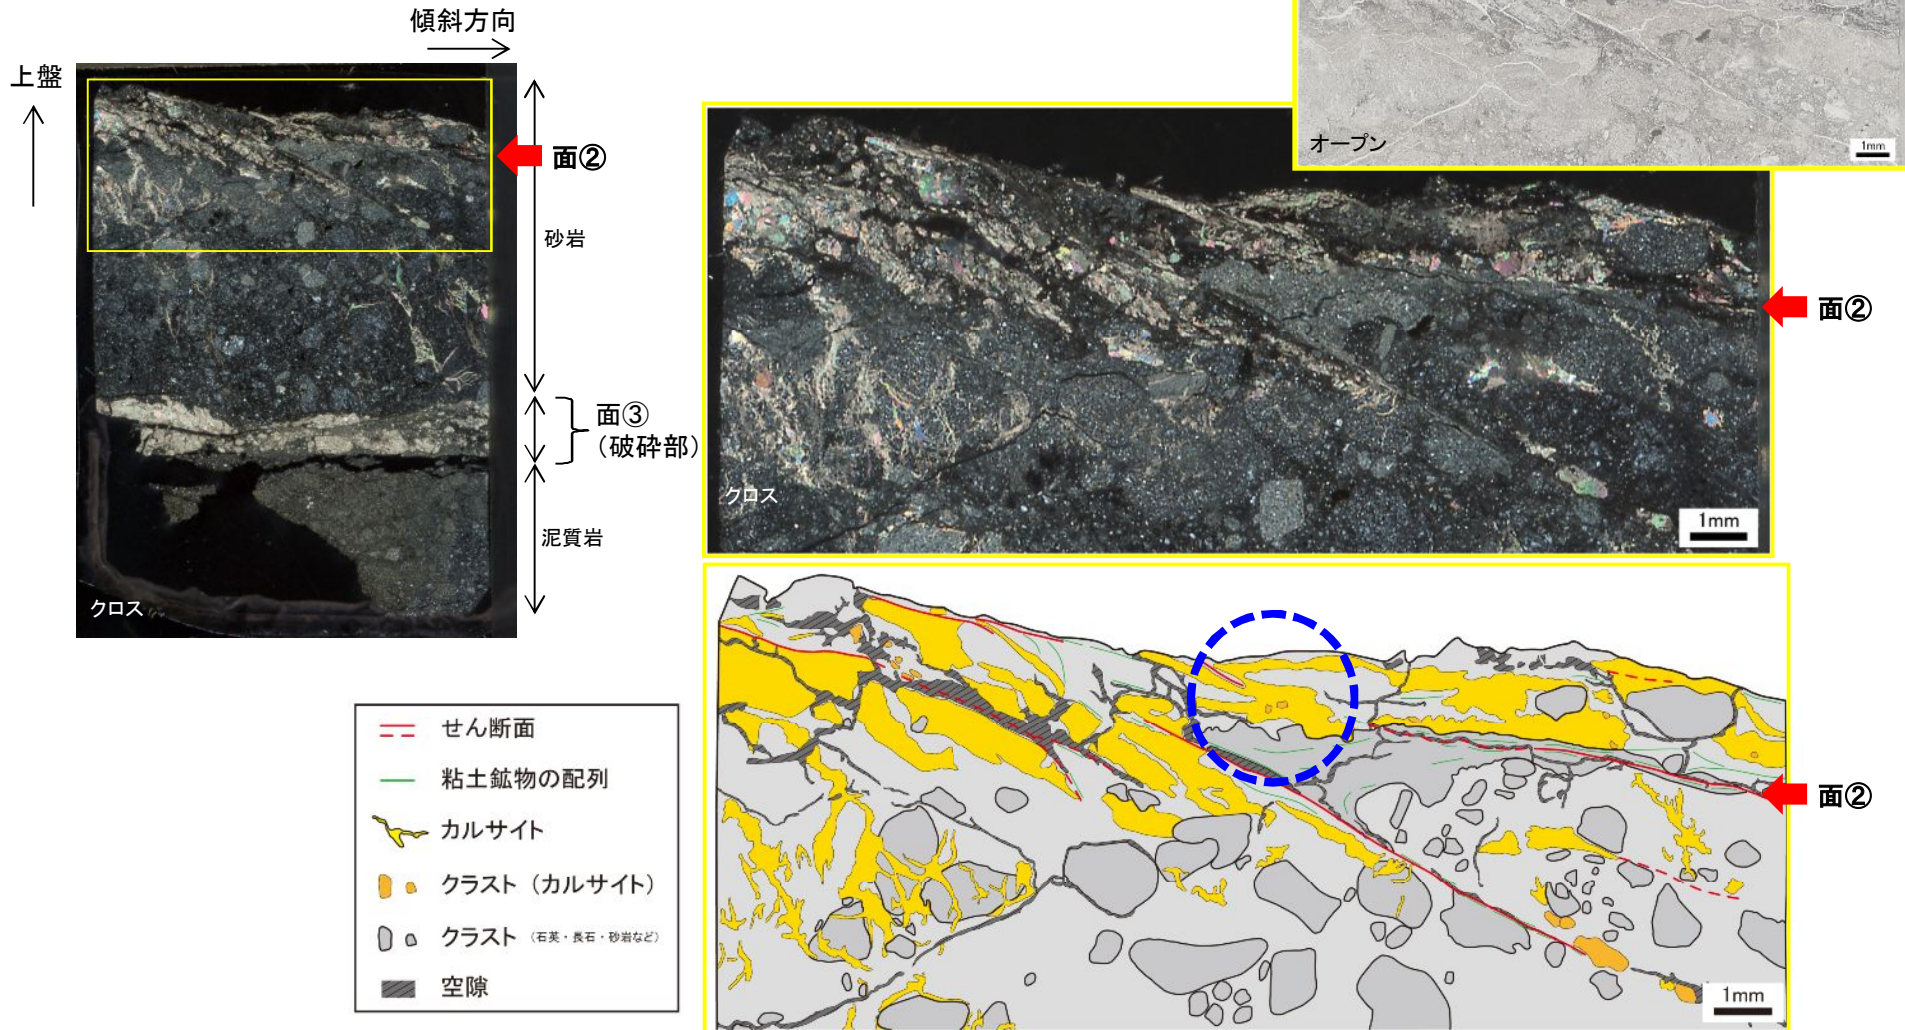 傾斜方向
上盤
面②
砂岩
面③
(破砕部)
泥質岩
クロス
オープン
1mm
面②
クロス
1mm
せん断面
粘土鉱物の配列
カルサイト
クラスト（カルサイト）
クラスト（石英・長石・砂岩など）
空隙
面②
1mm